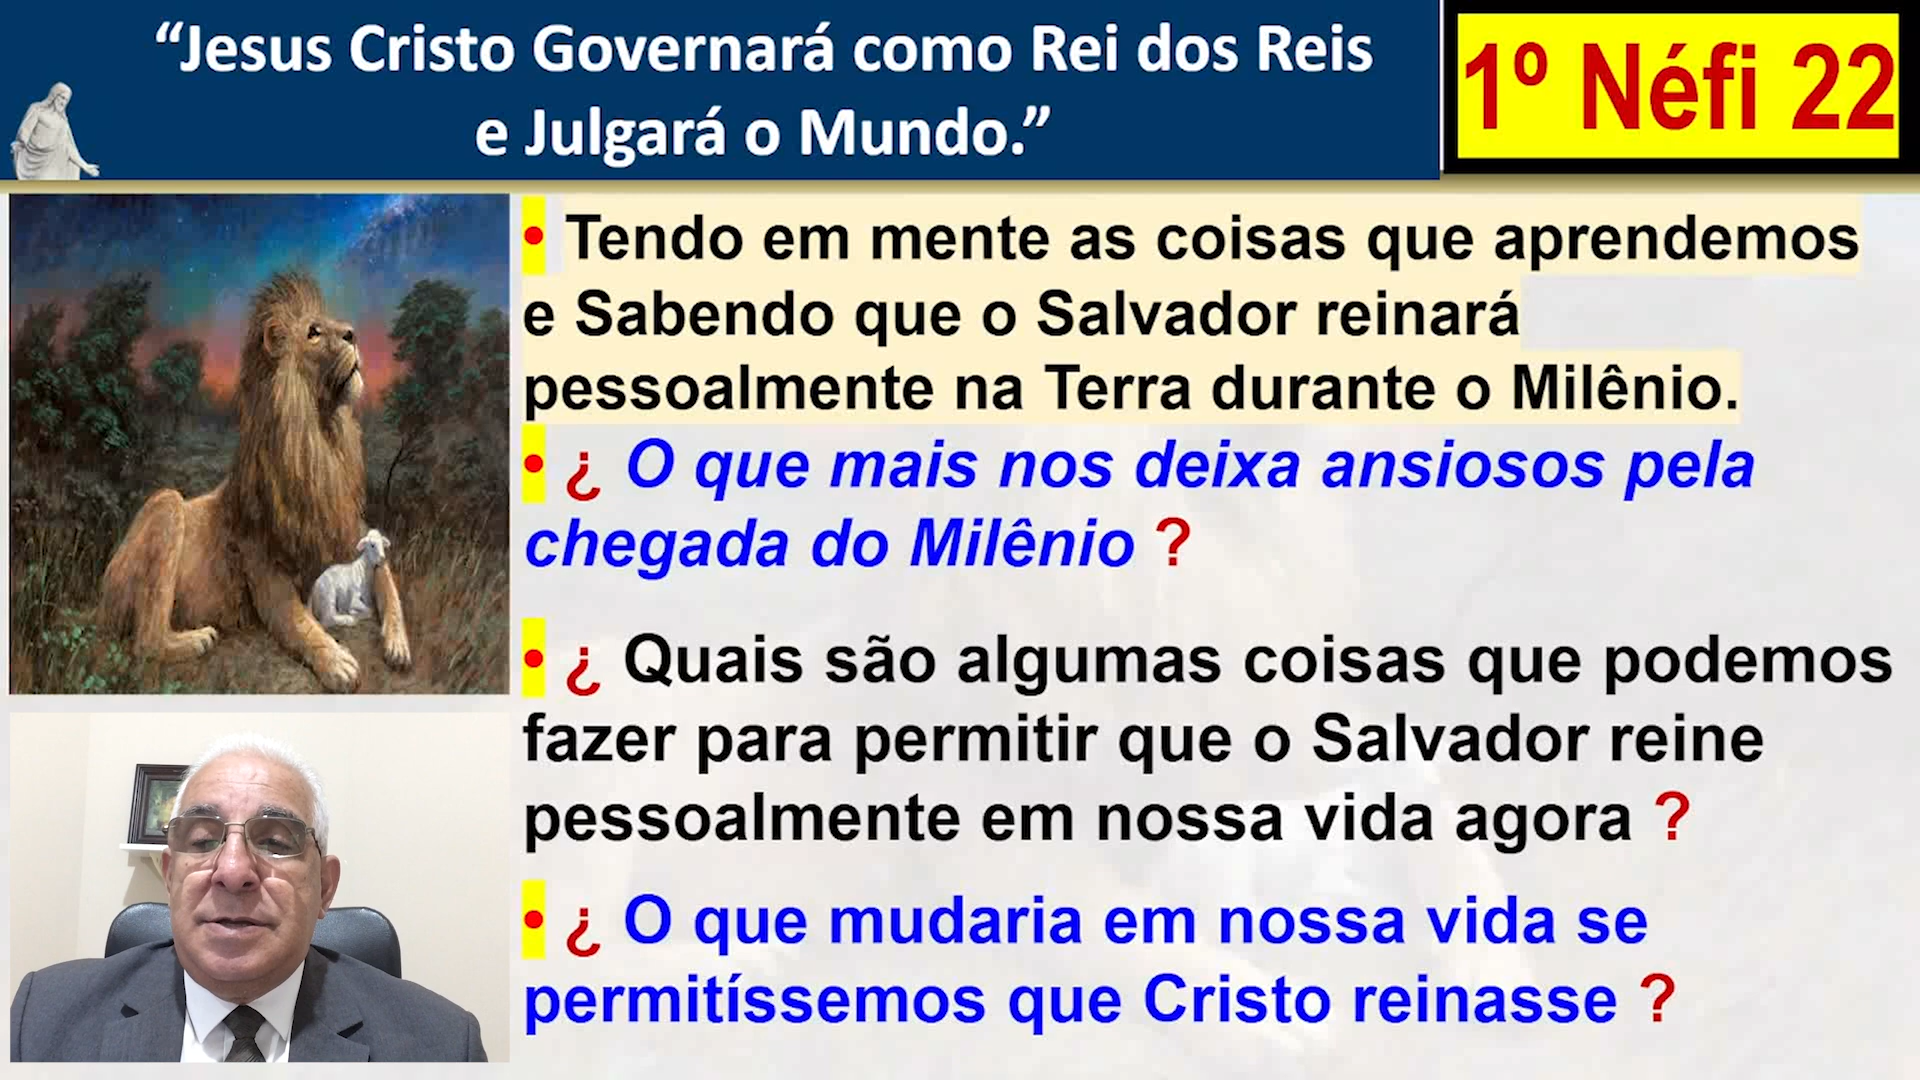 “Jesus Cristo Governará como Rei dos Reis
e Julgará o Mundo.”
1º Néfi 22
• Tendo em mente as coisas que aprendemos
e Sabendo que o Salvador reinará
pessoalmente na Terra durante o Milênio.
• ¿ O que mais nos deixa ansiosos pela
chegada do Milênio ?
• ¿ Quais são algumas coisas que podemos
fazer para permitir que o Salvador reine
pessoalmente em nossa vida agora ?
• ¿ O que mudaria em nossa vida se
permitíssemos que Cristo reinasse ?